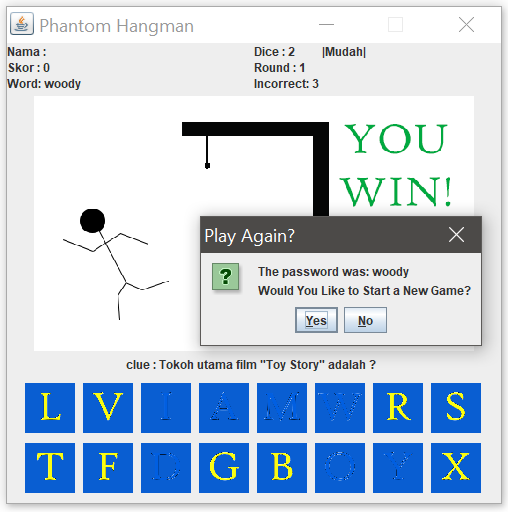 Phantom Hangman
Nama :
Dice : 2 |Mudah|
Skor : 0
Round : 1
Word: woody
Incorrect: 3
YOU
WIN!
Play Again?
?
The password was: woody
Would You Like to Start a New Game?
Yes No
clue : Tokoh utama film "Toy Story" adalah ?
L V I A M W R S
T F D G B O Y X